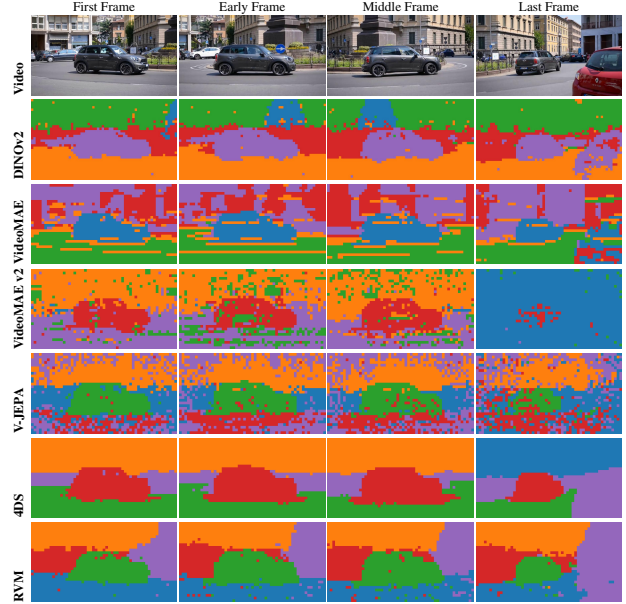 First Frame Early Frame Middle Frame Last Frame
Video
DINOv2
VideoMAE
VideoMAE v2
V-JEPA
4DS
RVM